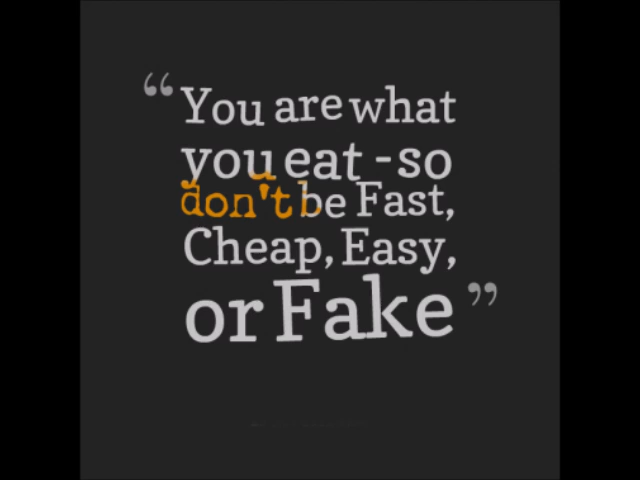 “You are what
you eat - so
don't be Fast,
Cheap, Easy,
or Fake”